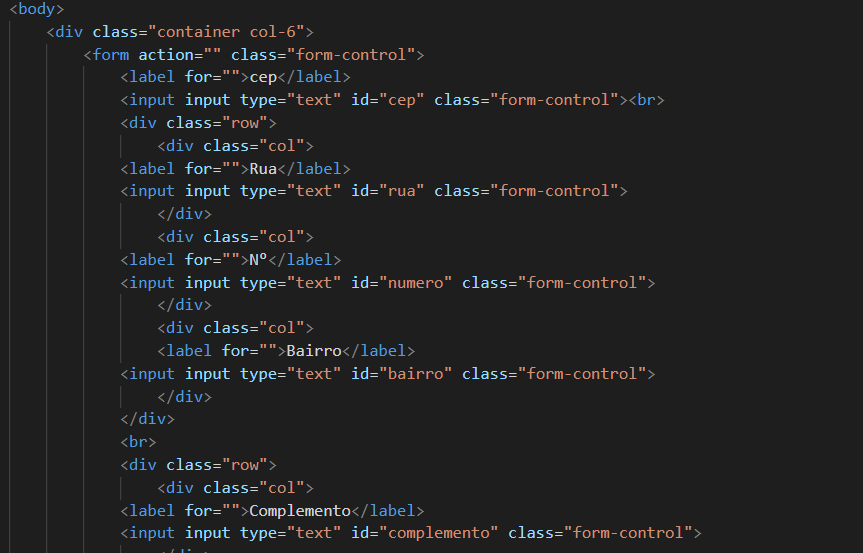 <body>
<div class="container col-6">
<form action="" class="form-control">
<label for="">cep</label>
<input input type="text" id="cep" class="form-control"><br>
<div class="row">
<div class="col">
<label for="">Rua</label>
<input input type="text" id="rua" class="form-control">
</div>
<div class="col">
<label for="">Nº</label>
<input input type="text" id="numero" class="form-control">
</div>
<div class="col">
<label for="">Bairro</label>
<input input type="text" id="bairro" class="form-control">
</div>
</div>
<br>
<div class="row">
<div class="col">
<label for="">Complemento</label>
<input input type="text" id="complemento" class="form-control">